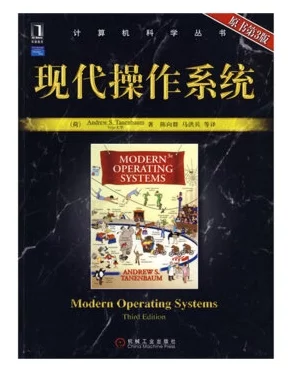 计算机科学丛书
原书第3版
现代操作系统
(荷) Andrew S. Tanenbaum 著 陈向群 马洪兵 等译
MODERN
OPERATING
SYSTEMS
ANDREW S.
TANENBAUM
Modern Operating Systems
Third Edition
机械工业出版社
China Machine Press